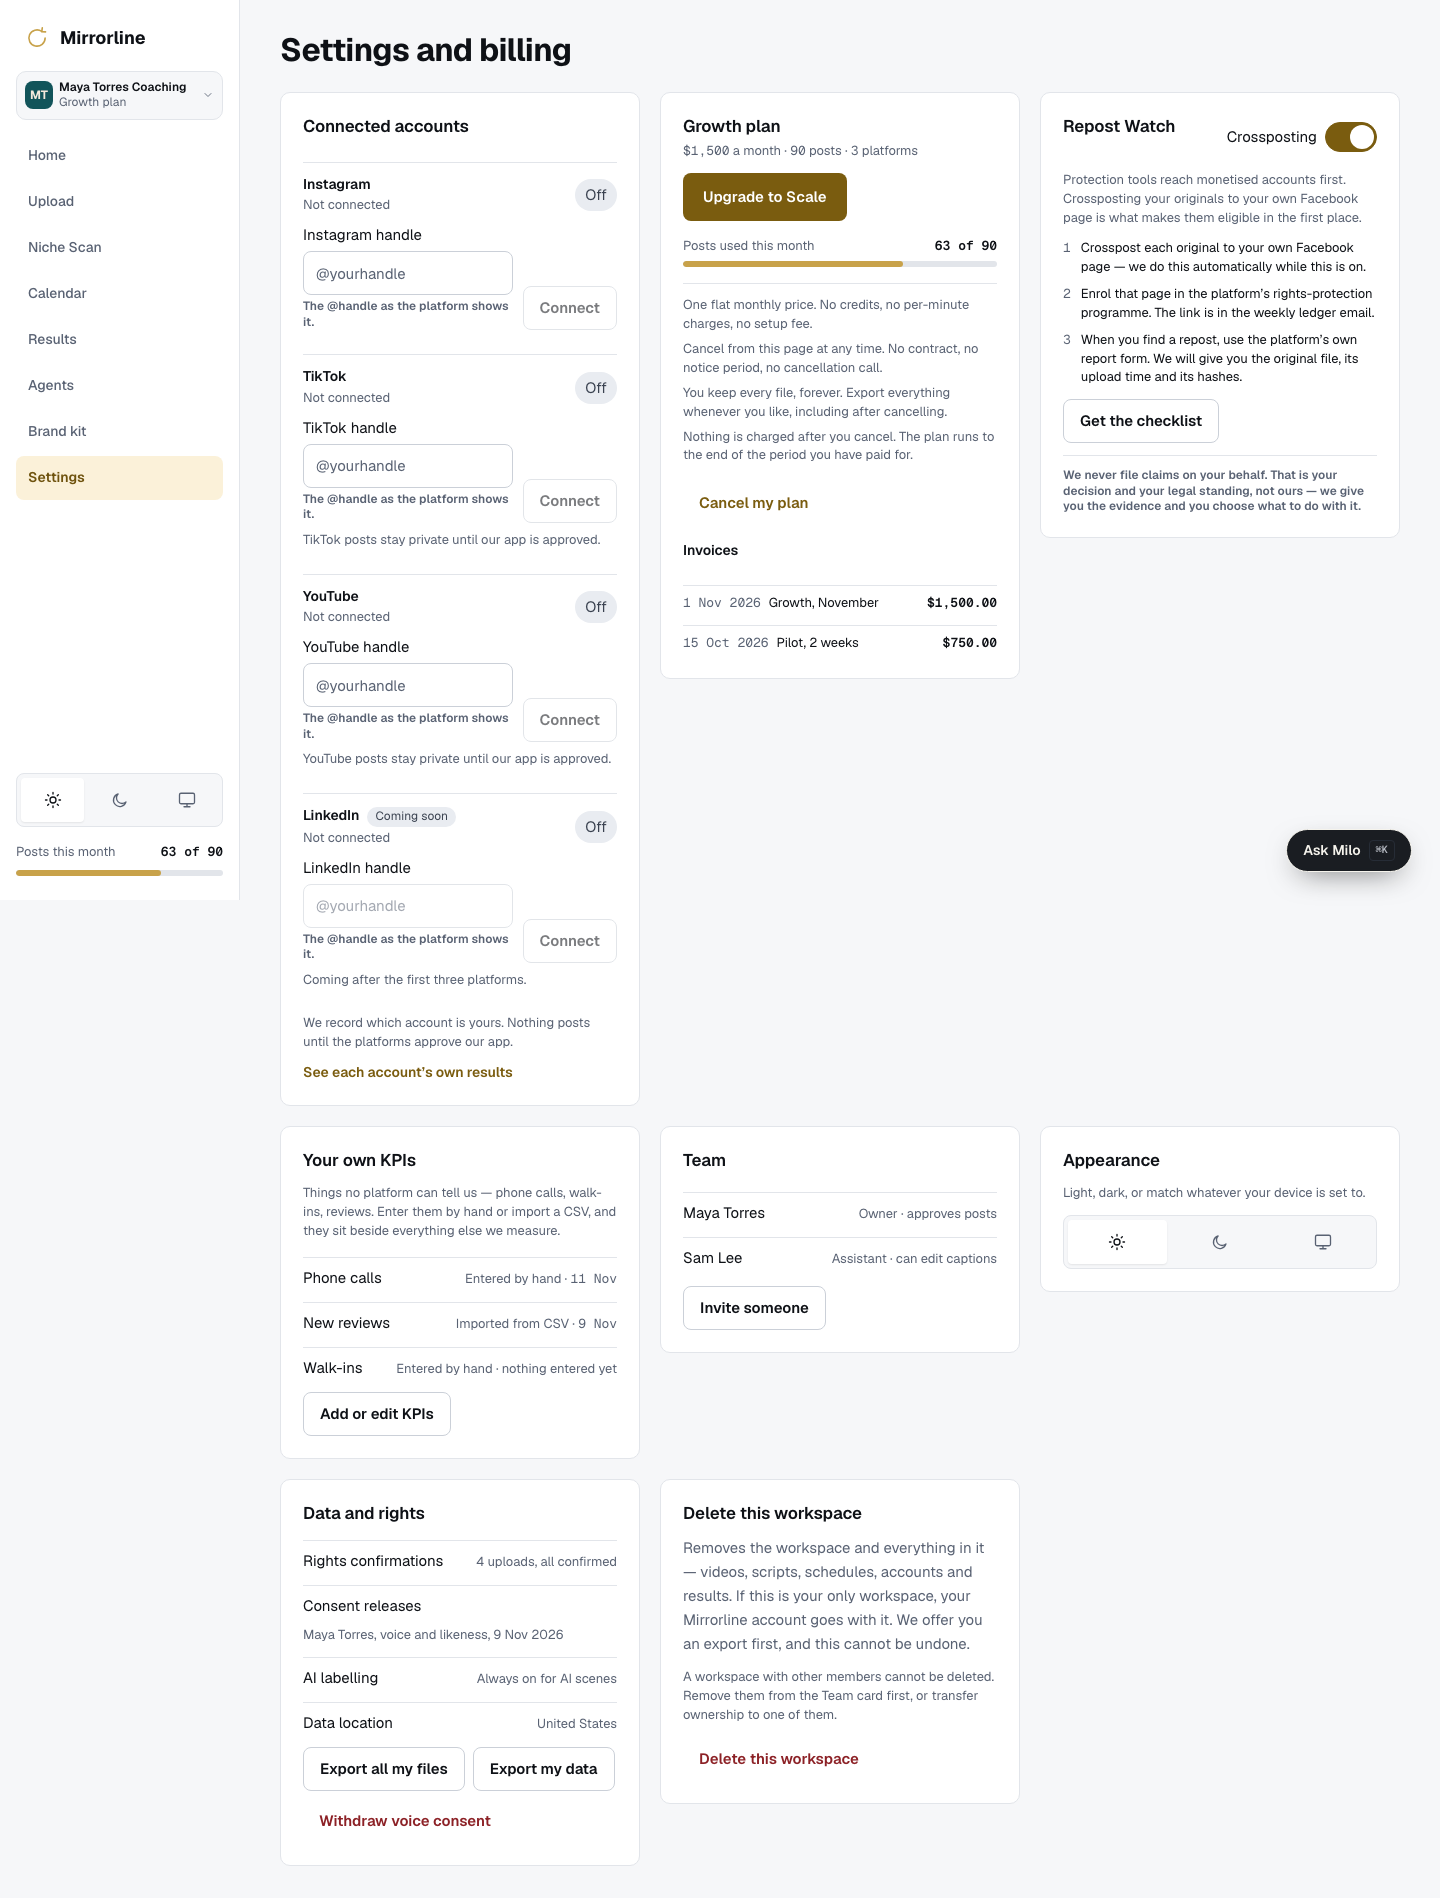 Mirrorline
MT
Maya Torres Coaching
Growth plan
Home
Upload
Niche Scan
Calendar
Results
Agents
Brand kit
Settings
Posts this month
63 of 90
Settings and billing
Connected accounts
Instagram
Not connected
Off
Instagram handle
@yourhandle
The @handle as the platform shows
it.
Connect
TikTok
Not connected
Off
TikTok handle
@yourhandle
The @handle as the platform shows
it.
Connect
TikTok posts stay private until our app is approved.
YouTube
Not connected
Off
YouTube handle
@yourhandle
The @handle as the platform shows
it.
Connect
YouTube posts stay private until our app is approved.
LinkedIn
Coming soon
Not connected
Off
LinkedIn handle
@yourhandle
The @handle as the platform shows
it.
Connect
Coming after the first three platforms.
We record which account is yours. Nothing posts
until the platforms approve our app.
See each account’s own results
Growth plan
$1,500 a month · 90 posts · 3 platforms
Upgrade to Scale
Posts used this month
63 of 90
One flat monthly price. No credits, no per-minute
charges, no setup fee.
Cancel from this page at any time. No contract, no
notice period, no cancellation call.
You keep every file, forever. Export everything
whenever you like, including after cancelling.
Nothing is charged after you cancel. The plan runs to
the end of the period you have paid for.
Cancel my plan
Invoices
1 Nov 2026 Growth, November $1,500.00
15 Oct 2026 Pilot, 2 weeks $750.00
Repost Watch
Crossposting
Protection tools reach monetised accounts first.
Crossposting your originals to your own Facebook
page is what makes them eligible in the first place.
1 Crosspost each original to your own Facebook
page — we do this automatically while this is on.
2 Enrol that page in the platform’s rights-protection
programme. The link is in the weekly ledger email.
3 When you find a repost, use the platform’s own
report form. We will give you the original file, its
upload time and its hashes.
Get the checklist
We never file claims on your behalf. That is your
decision and your legal standing, not ours — we give
you the evidence and you choose what to do with it.
Ask Milo ⌘K
Your own KPIs
Things no platform can tell us — phone calls, walk-
ins, reviews. Enter them by hand or import a CSV, and
they sit beside everything else we measure.
Phone calls Entered by hand · 11 Nov
New reviews Imported from CSV · 9 Nov
Walk-ins Entered by hand · nothing entered yet
Add or edit KPIs
Team
Maya Torres Owner · approves posts
Sam Lee Assistant · can edit captions
Invite someone
Appearance
Light, dark, or match whatever your device is set to.
Data and rights
Rights confirmations 4 uploads, all confirmed
Consent releases
Maya Torres, voice and likeness, 9 Nov 2026
AI labelling Always on for AI scenes
Data location United States
Export all my files
Export my data
Withdraw voice consent
Delete this workspace
Removes the workspace and everything in it
— videos, scripts, schedules, accounts and
results. If this is your only workspace, your
Mirrorline account goes with it. We offer you
an export first, and this cannot be undone.
A workspace with other members cannot be deleted.
Remove them from the Team card first, or transfer
ownership to one of them.
Delete this workspace